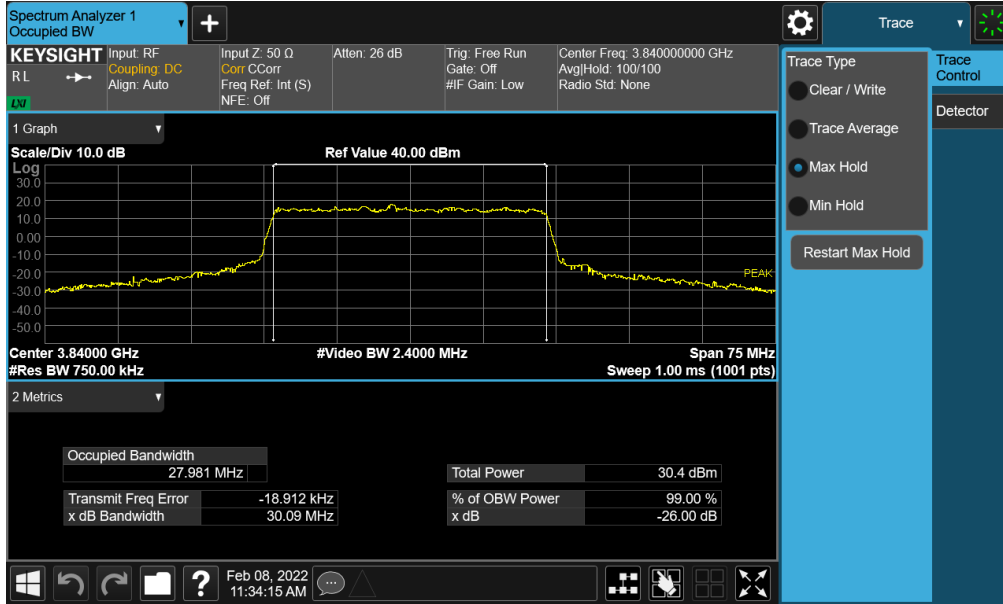 Spectrum Analyzer 1
Occupied BW
Trace
KEYSIGHT
R L
LXI
Input: RF
Coupling: DC
Align: Auto
Input Z: 50 Ω
Corr CCorr
Freq Ref: Int (S)
NFE: Off
Atten: 26 dB
Trig: Free Run
Gate: Off
#IF Gain: Low
Center Freq: 3.840000000 GHz
Avg|Hold: 100/100
Radio Std: None
Trace Type
Clear / Write
Trace Average
Max Hold
Min Hold
Restart Max Hold
Trace
Control
Detector
1 Graph
Scale/Div 10.0 dB
Ref Value 40.00 dBm
Log
30.0
20.0
10.0
0.00
-10.0
-20.0
-30.0
-40.0
-50.0
PEAK
Center 3.84000 GHz
#Video BW 2.4000 MHz
Span 75 MHz
#Res BW 750.00 kHz
Sweep 1.00 ms (1001 pts)
2 Metrics
Occupied Bandwidth
27.981 MHz
Total Power 30.4 dBm
Transmit Freq Error -18.912 kHz
% of OBW Power 99.00 %
x dB Bandwidth 30.09 MHz
x dB -26.00 dB
?
Feb 08, 2022
11:34:15 AM